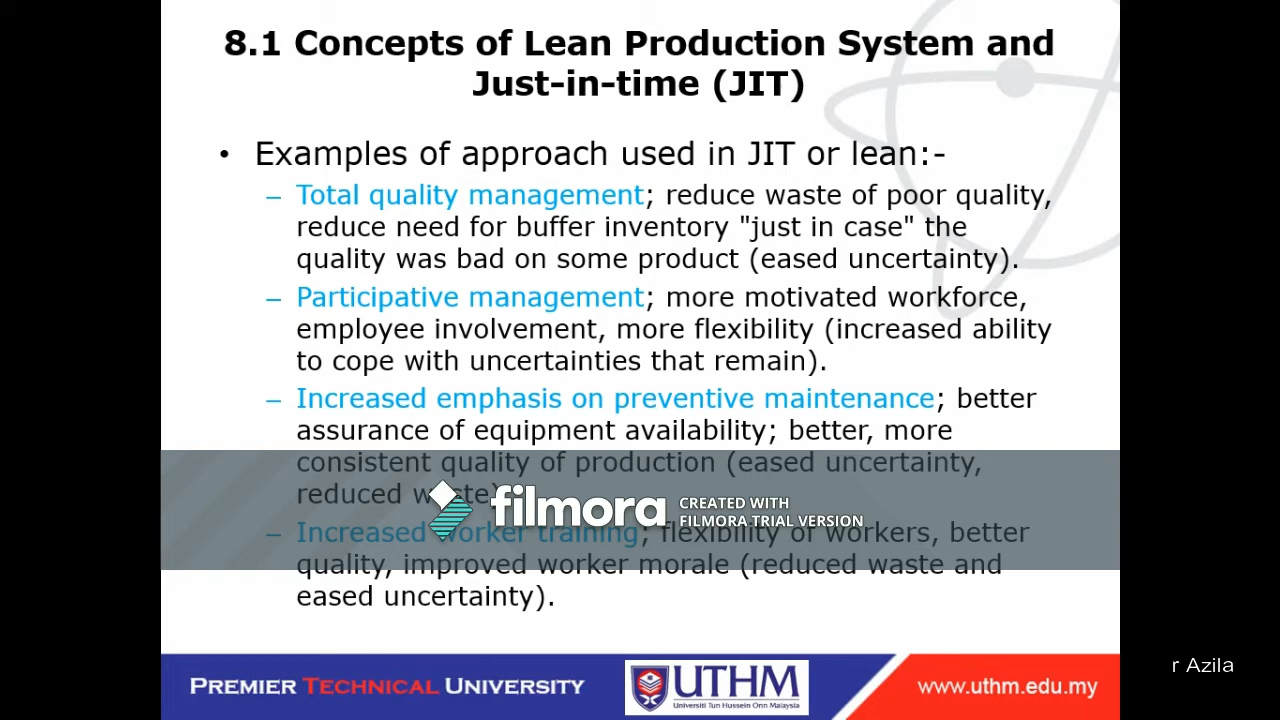 8.1 Concepts of Lean Production System and
Just-in-time (JIT)
• Examples of approach used in JIT or lean:-
– Total quality management; reduce waste of poor quality,
reduce need for buffer inventory "just in case" the
quality was bad on some product (eased uncertainty).
– Participative management; more motivated workforce,
employee involvement, more flexibility (increased ability
to cope with uncertainties that remain).
– Increased emphasis on preventive maintenance; better
assurance of equipment availability; better, more
consistent quality of production (eased uncertainty,
reduced waste)
filmora
CREATED WITH
FILMORA TRIAL VERSION
– Increased worker training; flexibility of workers, better
quality, improved worker morale (reduced waste and
eased uncertainty).
r Azila
PREMIER TECHNICAL UNIVERSITY
UTHM
Universiti Tun Hussein Onn Malaysia
www.uthm.edu.my